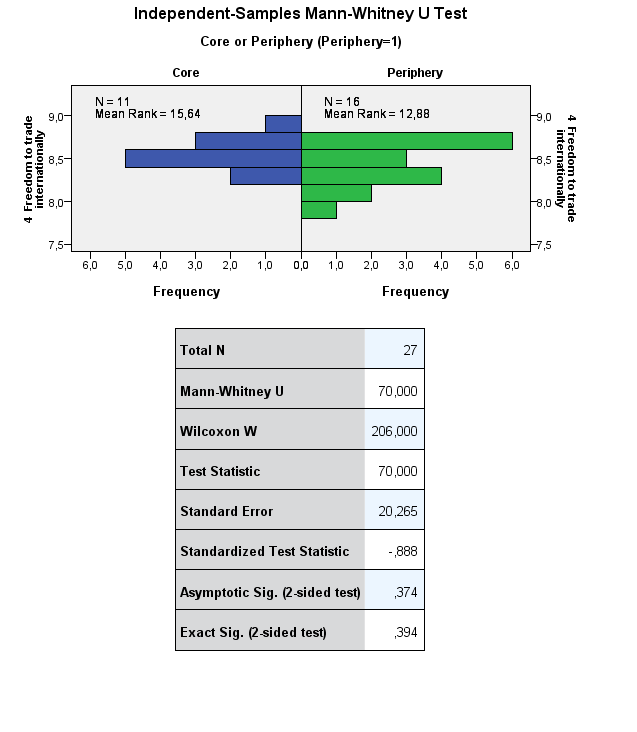 Independent-Samples Mann-Whitney U Test
Core or Periphery (Periphery=1)
Core
Periphery
N = 11
Mean Rank = 15,64
N = 16
Mean Rank = 12,88
4 Freedom to trade
internationally
9,0
8,5
8,0
7,5
9,0
8,5
8,0
7,5
4 Freedom to trade
internationally
6,0 5,0 4,0 3,0 2,0 1,0 0,0 1,0 2,0 3,0 4,0 5,0 6,0
Frequency
Frequency
Total N 27
Mann-Whitney U 70,000
Wilcoxon W 206,000
Test Statistic 70,000
Standard Error 20,265
Standardized Test Statistic -,888
Asymptotic Sig. (2-sided test) ,374
Exact Sig. (2-sided test) ,394